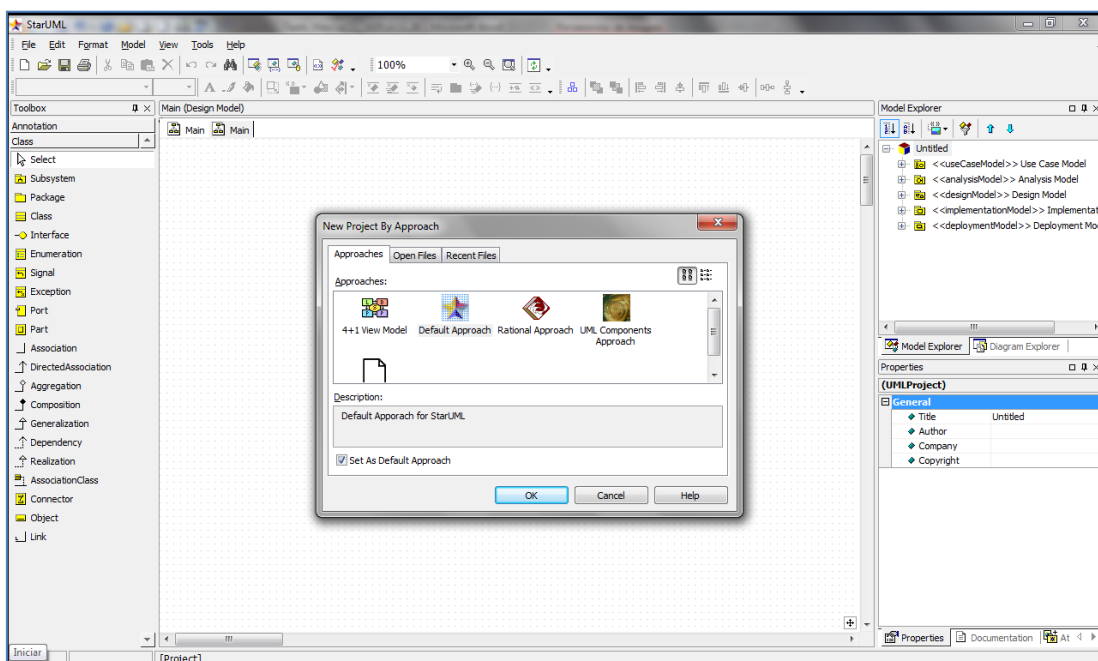 StarUML
File Edit Format Model View Tools Help
100%
Toolbox
Annotation
Class
Select
Subsystem
Package
Class
Interface
Enumeration
Signal
Exception
Port
Part
Association
DirectedAssociation
Aggregation
Composition
Generalization
Dependency
Realization
AssociationClass
Connector
Object
Link
Iniciar
Main (Design Model)
Main Main
New Project By Approach
Approaches Open Files Recent Files
Approaches:
4+1 View Model Default Approach Rational Approach UML Components
Approach
Description:
Default Apporach for StarUML
Set As Default Approach
OK Cancel Help
[Project]
Model Explorer
Untitled
<<useCaseModel>> Use Case Model
<<analysisModel>> Analysis Model
<<designModel>> Design Model
<<implementationModel>> Implementat
<<deploymentModel>> Deployment Mo
Model Explorer Diagram Explorer
Properties
(UMLProject)
General
Title Untitled
Author
Company
Copyright
Properties Documentation At